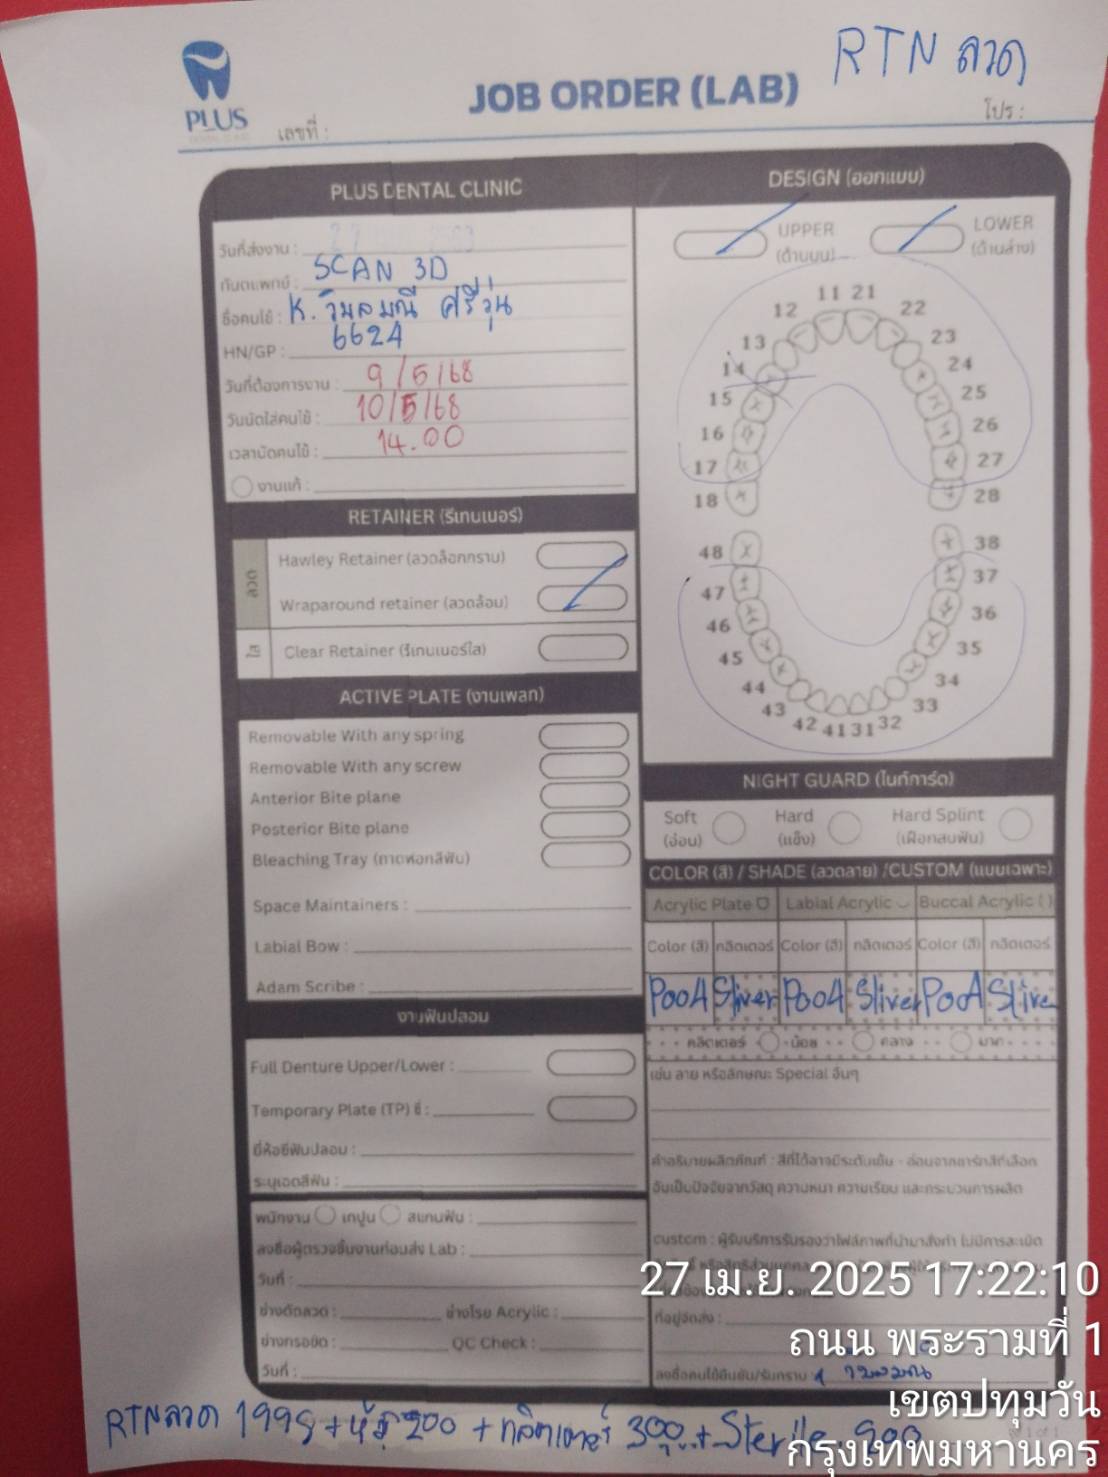 RTN ลวด
PLUS
JOB ORDER (LAB)
เลขที่ :
โปร :
PLUS DENTAL CLINIC
วันที่ส่งงาน :
ทันตแพทย์ : SCAN 3D
ชื่อคนไข้ : K. วิมลมณี ศรีวุ่น
HN/GP : 6624
วันที่ต้องการงาน : 9/5/68
วันนัดใส่คนไข้ : 10/5/68
เวลานัดคนไข้ : 14.00
งานแก้ :
DESIGN (ออกแบบ)
UPPER
(ด้านบน)
LOWER
(ด้านล่าง)
11 21
12 22
13 23
14 24
15 25
16 26
17 27
18 28
48 38
47 37
46 36
45 35
44 34
43 33
42 41 31 32
RETAINER (รีเทนเนอร์)
ลวด
Hawley Retainer (ลวดล็อกกราม)
Wraparound retainer (ลวดล้อม)
ใส
Clear Retainer (รีเทนเนอร์ใส)
ACTIVE PLATE (งานเพลท)
Removable With any spring
Removable With any screw
Anterior Bite plane
Posterior Bite plane
Bleaching Tray (ถาดฟอกสีฟัน)
Space Maintainers :
Labial Bow :
Adam Scribe :
งานฟันปลอม
Full Denture Upper/Lower :
Temporary Plate (TP) ซี่ :
ยี่ห้อซี่ฟันปลอม :
ระบุเฉดสีฟัน :
พนักงาน เทปูน สแกนฟัน :
ลงชื่อผู้ตรวจชิ้นงานก่อนส่ง Lab :
วันที่ :
ช่างดัดลวด : ช่างโรย Acrylic :
ช่างกรอขัด : QC Check :
วันที่ :
NIGHT GUARD (ไนท์การ์ด)
Soft
(อ่อน)
Hard
(แข็ง)
Hard Splint
(เฝือกสบฟัน)
COLOR (สี) / SHADE (ลวดลาย) /CUSTOM (แบบเฉพาะ)
Acrylic Plate Labial Acrylic Buccal Acrylic ( )
Color (สี) กลิตเตอร์ Color (สี) กลิตเตอร์ Color (สี) กลิตเตอร์
P004 Sliver P004 Sliver P004 Slive
กลิตเตอร์ น้อย กลาง มาก
เช่น ลาย หรือลักษณะ Special อื่นๆ
คำอธิบายผลิตภัณฑ์ : สีที่ได้อาจมีระดับเข้ม - อ่อนจากชาร์ทสีที่เลือก
อันเป็นปัจจัยจากวัสดุ ความหนา ความเรียบ และกระบวนการผลิต
custom : ผู้รับบริการรับรองว่าไฟล์ภาพที่นำมาสั่งทำ ไม่มีการละเมิด
ที่อยู่จัดส่ง :
ลงชื่อคนไข้ยืนยัน/รับทราบ
27 เม.ย. 2025 17:22:10
ถนน พระรามที่ 1
เขตปทุมวัน
กรุงเทพมหานคร
RTNลวด 1999 + หุ้ม 200 + กลิตเตอร์ 300 + Sterile 200